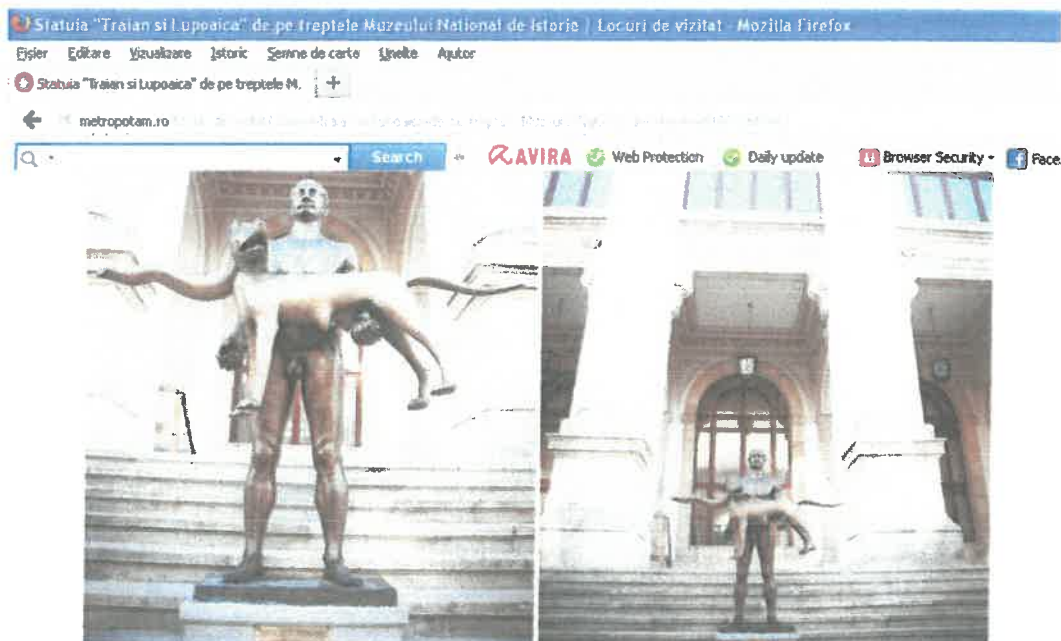 Statuia "Traian si Lupoaica" de pe treptele Muzeului National de Istorie | Locuri de vizitat - Mozilla Firefox
Fişier Editare Vizualizare Istoric Semne de carte Unelte Ajutor
Statuia "Traian si Lupoaica" de pe treptele M. +
metropotam.ro
Search AVIRA Web Protection Daily update Browser Security Face